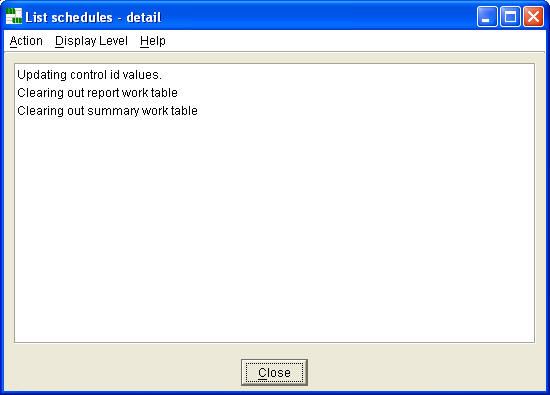 List schedules - detail
Action Display Level Help
Updating control id values.
Clearing out report work table
Clearing out summary work table
Close